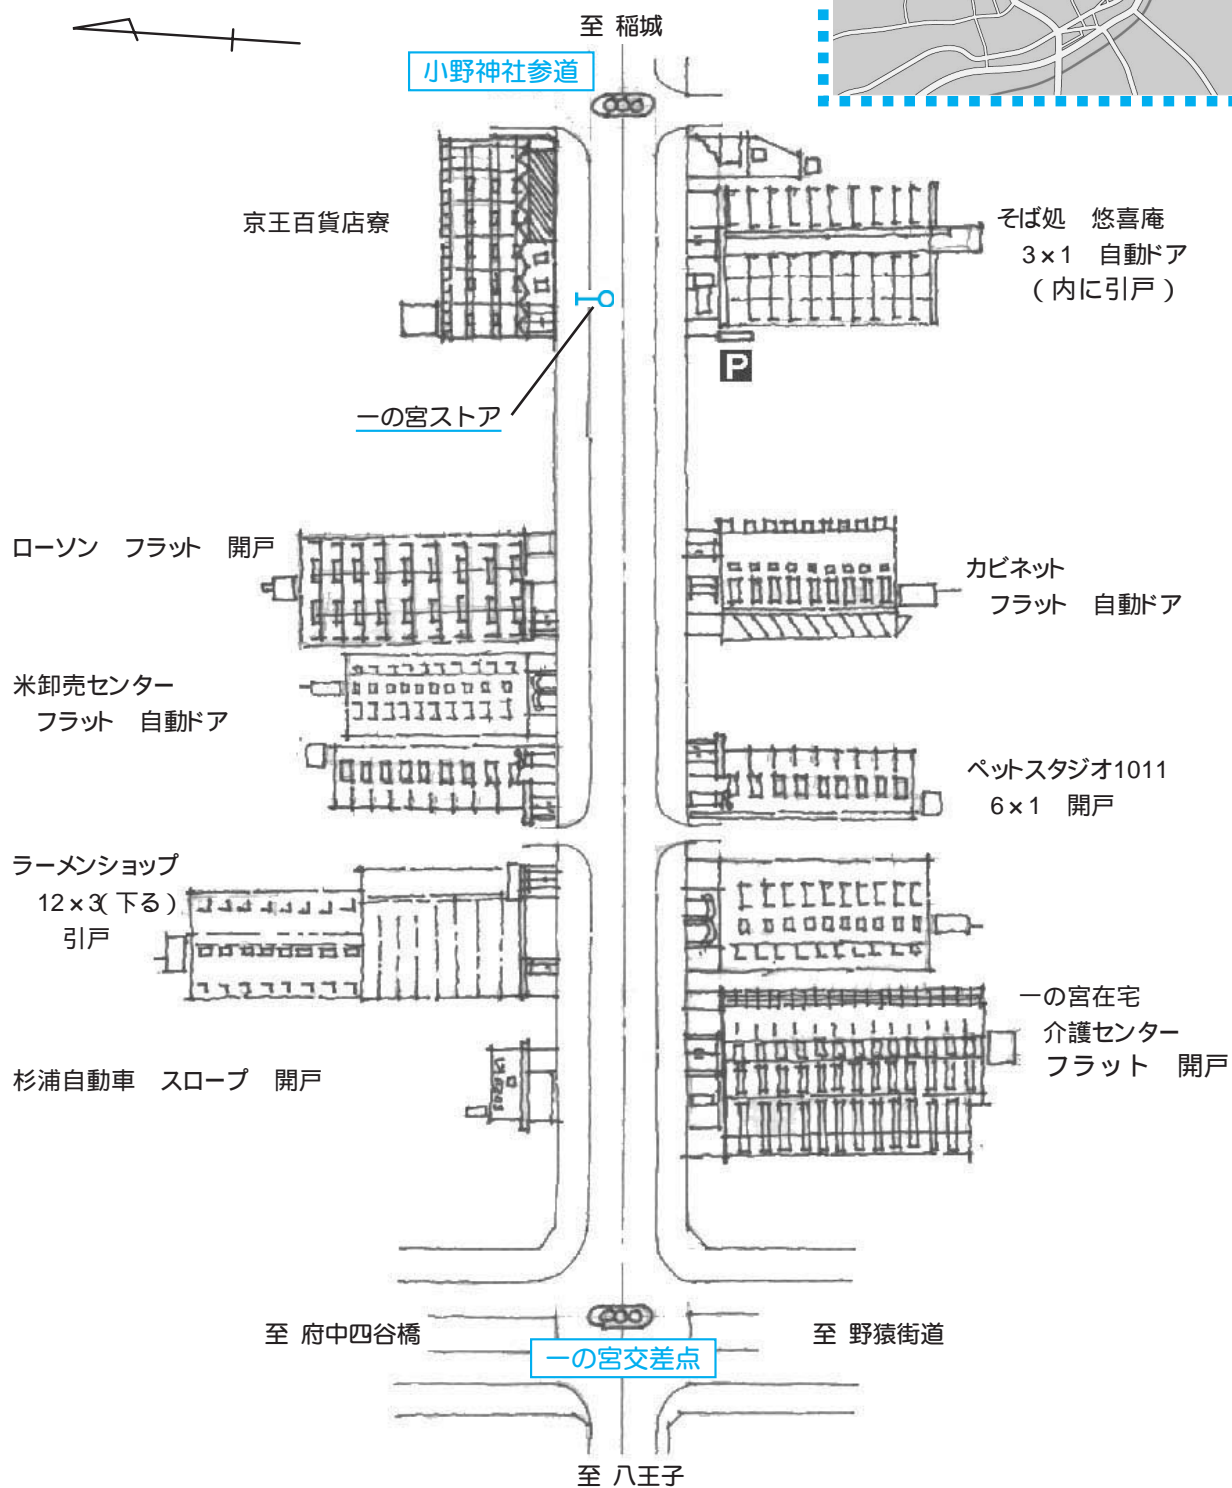 至 稲城
小野神社参道
京王百貨店寮
そば処　悠喜庵
3×1　自動ドア
(内に引戸)
P
一の宮ストア
ローソン　フラット　開戸
カビネット
フラット　自動ドア
米卸売センター
フラット　自動ドア
ペットスタジオ1011
6×1　開戸
ラーメンショップ
12×3(下る)
引戸
一の宮在宅
介護センター
フラット　開戸
杉浦自動車　スロープ　開戸
至 府中四谷橋
至 野猿街道
一の宮交差点
至 八王子